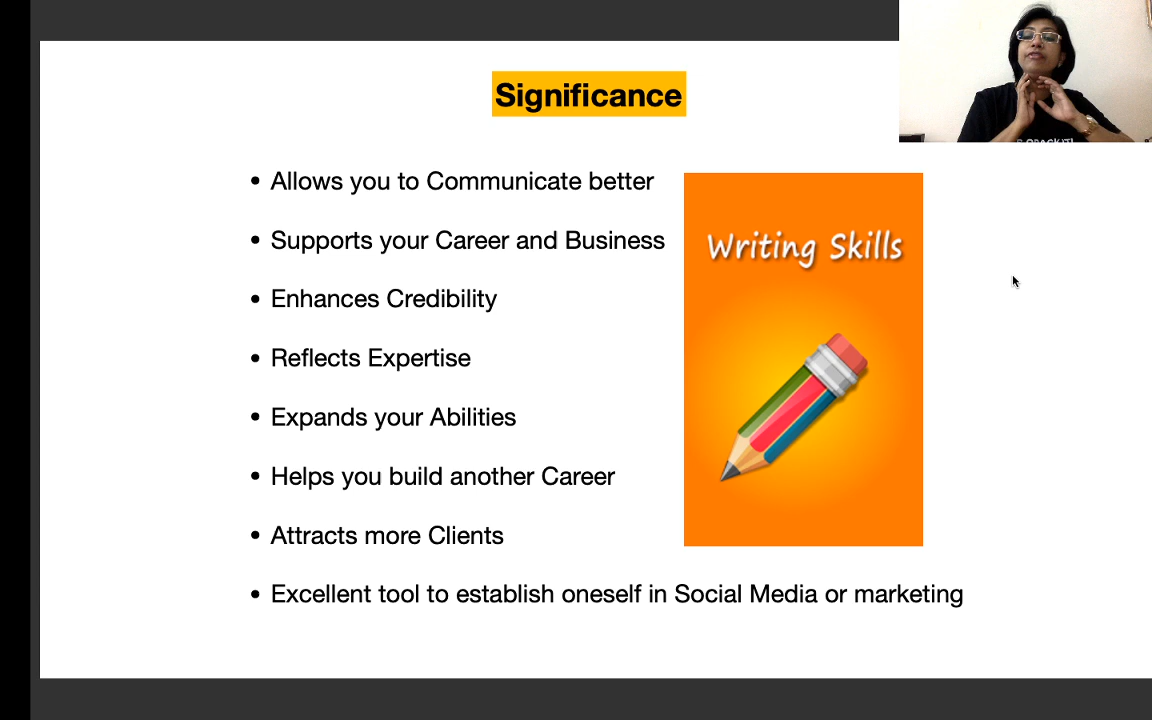 Significance
• Allows you to Communicate better
• Supports your Career and Business
• Enhances Credibility
• Reflects Expertise
• Expands your Abilities
• Helps you build another Career
• Attracts more Clients
• Excellent tool to establish oneself in Social Media or marketing
Writing Skills